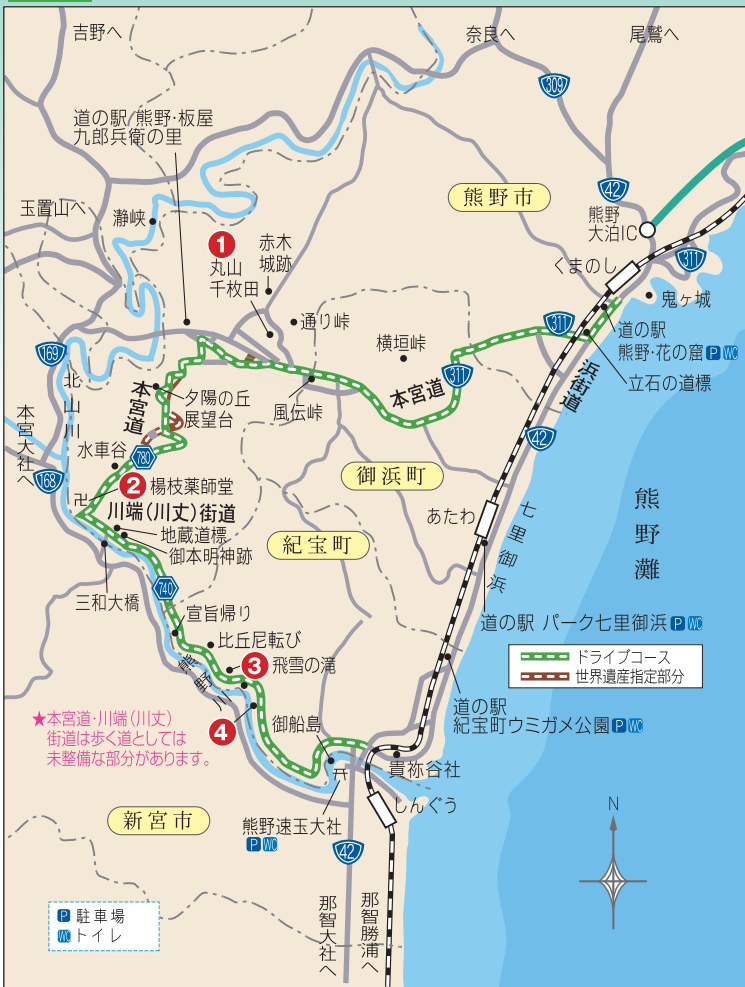 吉野へ
奈良へ
尾鷲へ
309
道の駅 熊野・板屋
九郎兵衛の里
42
熊野市
玉置山へ
瀞峡
熊野
大泊IC
1
丸山
千枚田
赤木
城跡
くまのし
311
鬼ヶ城
通り峠
横垣峠
311
道の駅
熊野・花の窟 P WC
立石の道標
169
北山川
本宮道
夕陽の丘
展望台
風伝峠
本宮道
311
浜街道
42
本宮大社へ
水車谷
780
168
卍
2
楊枝薬師堂
御浜町
川端(川丈)街道
地蔵道標
御本明神跡
紀宝町
あたわ
七里御浜
熊野灘
三和大橋
740
宣旨帰り
道の駅 パーク七里御浜 P WC
比丘尼転び
3
飛雪の滝
熊野川
ドライブコース
世界遺産指定部分
道の駅
紀宝町ウミガメ公園 P WC
★本宮道・川端(川丈)
街道は歩く道としては
未整備な部分があります。
4
御船島
貴祢谷社
しんぐう
新宮市
熊野速玉大社
P WC
42
N
那智大社へ
那智勝浦へ
P 駐車場
WC トイレ